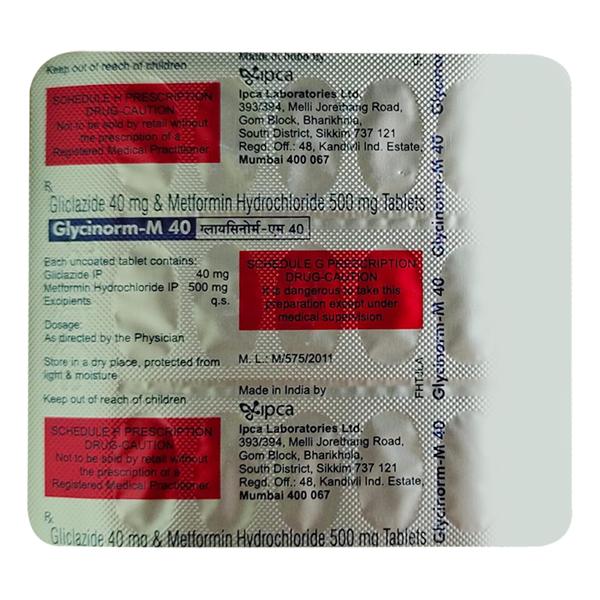 Keep out of reach of children
Made in India by
ipca
SCHEDULE H PRESCRIPTION
DRUG-CAUTION
Not to be sold by retail without
the prescription of a
Registered Medical Practitioner
Ipca Laboratories Ltd.
393/394, Melli Jorethang Road,
Gom Block, Bharikhola,
South District, Sikkim 737 121
Regd. Off.: 48, Kandivli Ind. Estate,
Mumbai 400 067
Rx
Gliclazide 40 mg & Metformin Hydrochloride 500 mg Tablets
Glycinorm-M 40 ग्लायसिनोर्म-एम 40
Each uncoated tablet contains:
Gliclazide IP 40 mg
Metformin Hydrochloride IP 500 mg
Excipients q.s.
Dosage:
As directed by the Physician
Store in a dry place, protected from
light & moisture
SCHEDULE G PRESCRIPTION
DRUG-CAUTION
It is dangerous to take this
preparation except under
medical supervision.
M. L.: M/575/2011
Keep out of reach of children
Made in India by
ipca
SCHEDULE H PRESCRIPTION
DRUG-CAUTION
Not to be sold by retail without
the prescription of a
Registered Medical Practitioner
Ipca Laboratories Ltd.
393/394, Melli Jorethang Road,
Gom Block, Bharikhola,
South District, Sikkim 737 121
Regd. Off.: 48, Kandivli Ind. Estate,
Mumbai 400 067
Rx
Gliclazide 40 mg & Metformin Hydrochloride 500 mg Tablets
Glycinorm-M 40
Glycinorm-M 40
Glycinorm-M 40